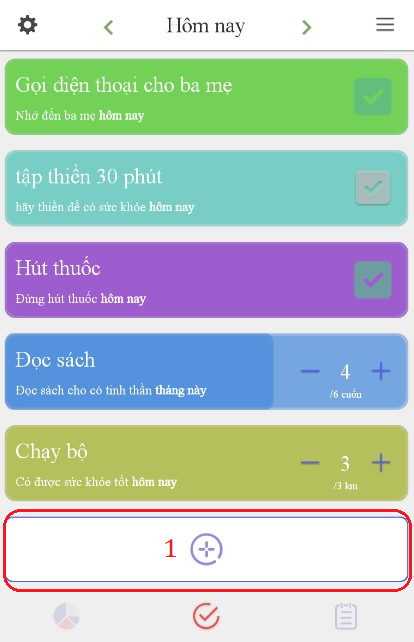 Hôm nay
Gọi điện thoại cho ba mẹ
Nhớ đến ba mẹ hôm nay
tập thiền 30 phút
hãy thiền để có sức khỏe hôm nay
Hút thuốc
Đừng hút thuốc hôm nay
Đọc sách
Đọc sách cho có tinh thần tháng này
4
/6 cuốn
Chạy bộ
Có được sức khỏe tốt hôm nay
3
/3 km
1